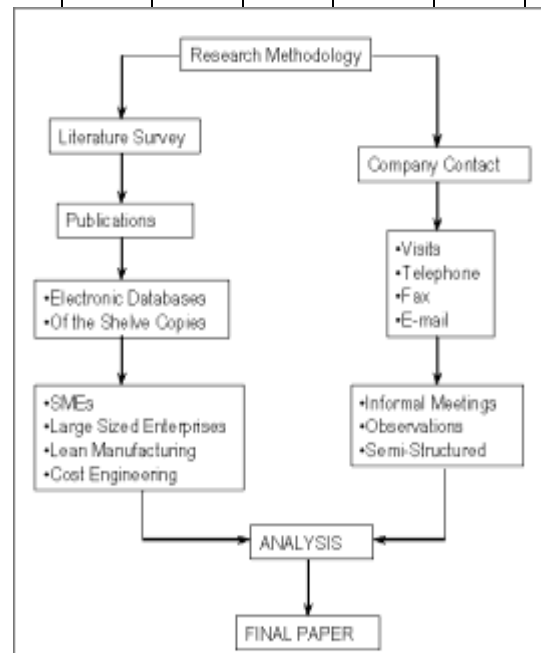 Research Methodology
Literature Survey
Publications
•Electronic Databases
•Of the Shelve Copies
•SMEs
•Large Sized Enterprises
•Lean Manufacturing
•Cost Engineering
Company Contact
•Visits
•Telephone
•Fax
•E-mail
•Informal Meetings
•Observations
•Semi-Structured
ANALYSIS
FINAL PAPER